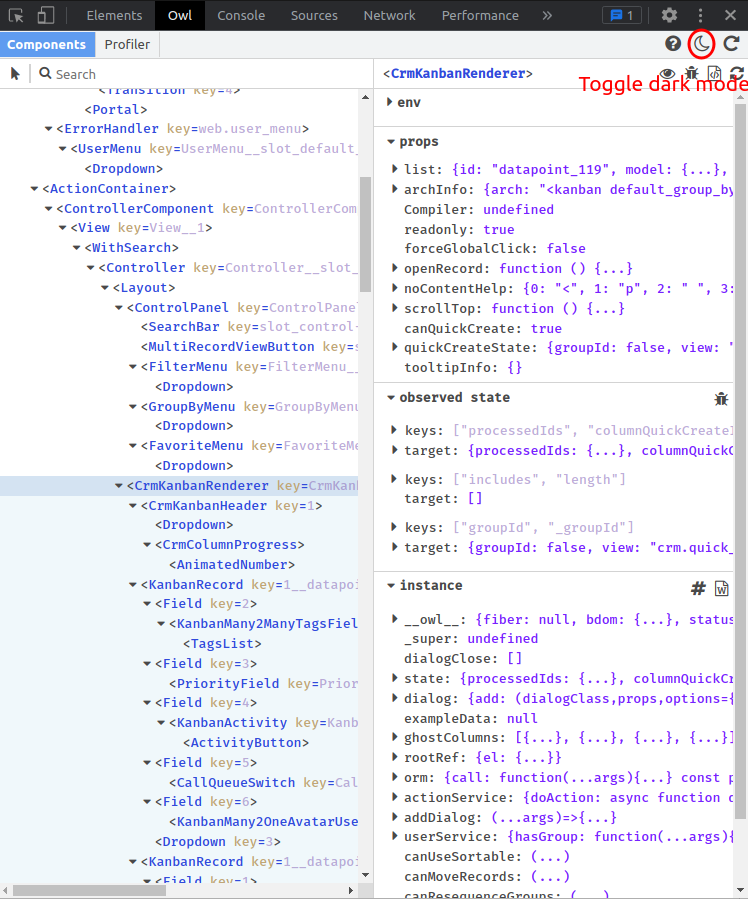 Elements Owl Console Sources Network Performance » 1
Components Profiler
Search
<Transition key=4>
<Portal>
<ErrorHandler key=web.user_menu>
<UserMenu key=UserMenu__slot_default_
<Dropdown>
<ActionContainer>
<ControllerComponent key=ControllerCom
<View key=View__1>
<WithSearch>
<Controller key=Controller__slot_
<Layout>
<ControlPanel key=ControlPanel
<SearchBar key=slot_control-
<MultiRecordViewButton key=s
<FilterMenu key=FilterMenu__
<Dropdown>
<GroupByMenu key=GroupByMenu
<Dropdown>
<FavoriteMenu key=FavoriteMe
<Dropdown>
<CrmKanbanRenderer key=CrmKanb
<CrmKanbanHeader key=1>
<Dropdown>
<CrmColumnProgress>
<AnimatedNumber>
<KanbanRecord key=1__datapoi
<Field key=2>
<KanbanMany2ManyTagsFiel
<TagsList>
<Field key=3>
<PriorityField key=Prior
<Field key=4>
<KanbanActivity key=Kanb
<ActivityButton>
<Field key=5>
<CallQueueSwitch key=Cal
<Field key=6>
<KanbanMany2OneAvatarUse
<Dropdown key=3>
<KanbanRecord key=1__datapoi
<Field key=1>
<CrmKanbanRenderer>
Toggle dark mode
env
props
list: {id: "datapoint_119", model: {...},
archInfo: {arch: "<kanban default_group_by
Compiler: undefined
readonly: true
forceGlobalClick: false
openRecord: function () {...}
noContentHelp: {0: "<", 1: "p", 2: " ", 3:
scrollTop: function () {...}
canQuickCreate: true
quickCreateState: {groupId: false, view: "
tooltipInfo: {}
observed state
keys: ["processedIds", "columnQuickCreateI
target: {processedIds: {...}, columnQuickC
keys: ["includes", "length"]
target: []
keys: ["groupId", "_groupId"]
target: {groupId: false, view: "crm.quick_
instance
#
W
__owl__: {fiber: null, bdom: {...}, status
_super: undefined
dialogClose: []
state: {processedIds: {...}, columnQuickCr
dialog: {add: (dialogClass,props,options={
exampleData: null
ghostColumns: [{...}, {...}, {...}, {...}]
rootRef: {el: {...}}
orm: {call: function(...args){...} const p
actionService: {doAction: async function d
addDialog: (...args)=>{...}
userService: {hasGroup: function(...args){
canUseSortable: (...)
canMoveRecords: (...)
canResequenceGroups: (...)